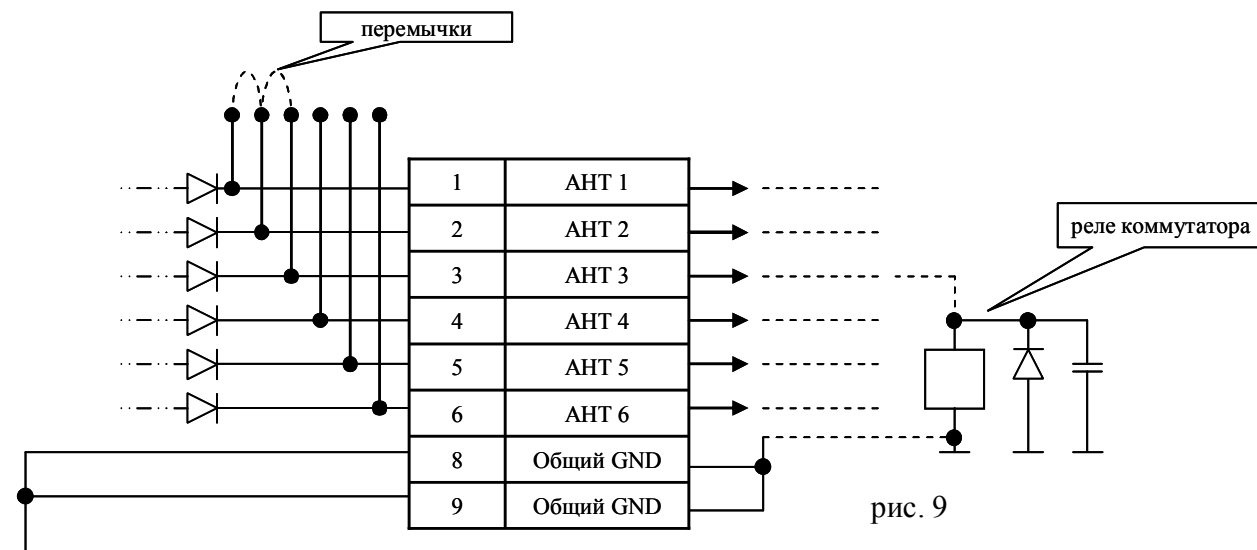 перемычки
1 АНТ 1
2 АНТ 2
реле коммутатора
3 АНТ 3
4 АНТ 4
5 АНТ 5
6 АНТ 6
8 Общий GND
9 Общий GND
рис. 9